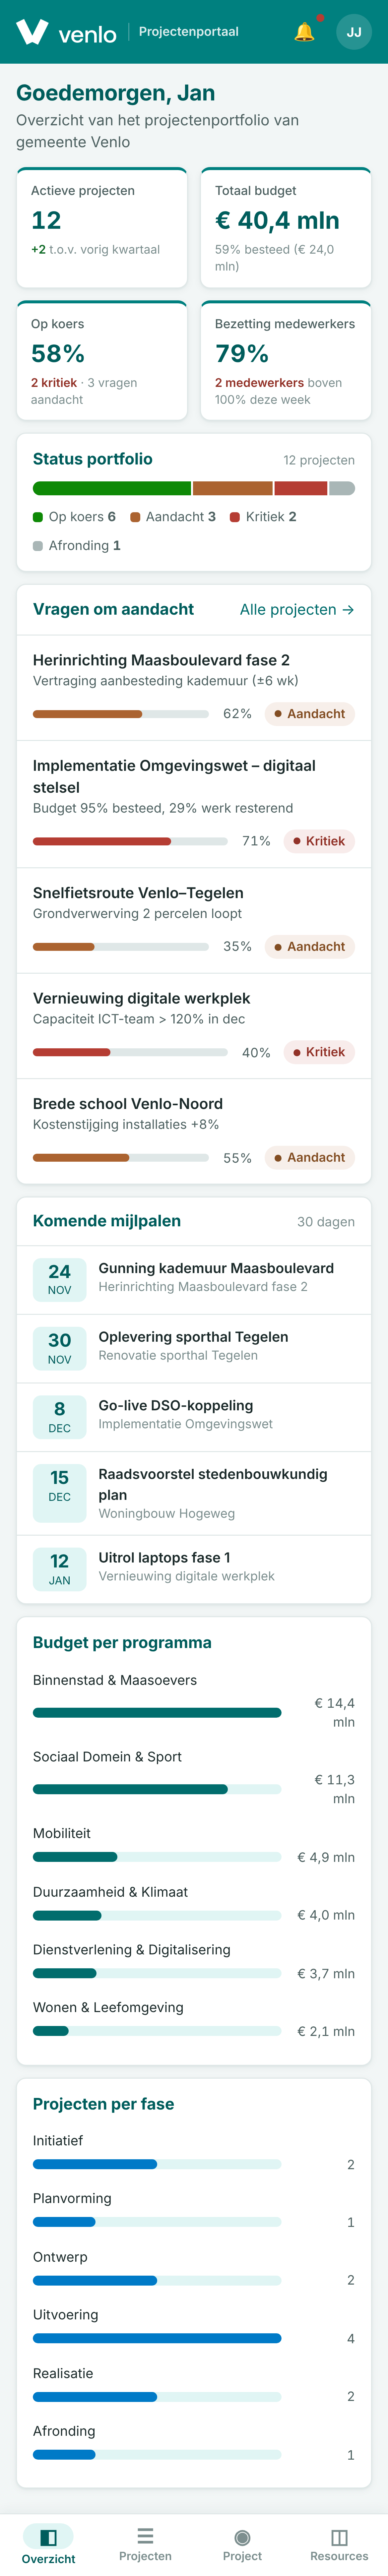 venlo Projectenportaal JJ
Goedemorgen, Jan
Overzicht van het projectenportfolio van
gemeente Venlo
Actieve projecten
12
+2 t.o.v. vorig kwartaal
Totaal budget
€ 40,4 mln
59% besteed (€ 24,0
mln)
Op koers
58%
2 kritiek · 3 vragen
aandacht
Bezetting medewerkers
79%
2 medewerkers boven
100% deze week
Status portfolio 12 projecten
Op koers 6 Aandacht 3 Kritiek 2
Afronding 1
Vragen om aandacht Alle projecten →
Herinrichting Maasboulevard fase 2
Vertraging aanbesteding kademuur (±6 wk)
62% Aandacht
Implementatie Omgevingswet – digitaal
stelsel
Budget 95% besteed, 29% werk resterend
71% Kritiek
Snelfietsroute Venlo–Tegelen
Grondverwerving 2 percelen loopt
35% Aandacht
Vernieuwing digitale werkplek
Capaciteit ICT-team > 120% in dec
40% Kritiek
Brede school Venlo-Noord
Kostenstijging installaties +8%
55% Aandacht
Komende mijlpalen 30 dagen
24 NOV
Gunning kademuur Maasboulevard
Herinrichting Maasboulevard fase 2
30 NOV
Oplevering sporthal Tegelen
Renovatie sporthal Tegelen
8 DEC
Go-live DSO-koppeling
Implementatie Omgevingswet
15 DEC
Raadsvoorstel stedenbouwkundig
plan
Woningbouw Hogeweg
12 JAN
Uitrol laptops fase 1
Vernieuwing digitale werkplek
Budget per programma
Binnenstad & Maasoevers
€ 14,4
mln
Sociaal Domein & Sport
€ 11,3
mln
Mobiliteit
€ 4,9 mln
Duurzaamheid & Klimaat
€ 4,0 mln
Dienstverlening & Digitalisering
€ 3,7 mln
Wonen & Leefomgeving
€ 2,1 mln
Projecten per fase
Initiatief
2
Planvorming
1
Ontwerp
2
Uitvoering
4
Realisatie
2
Afronding
1
Overzicht Projecten Project Resources